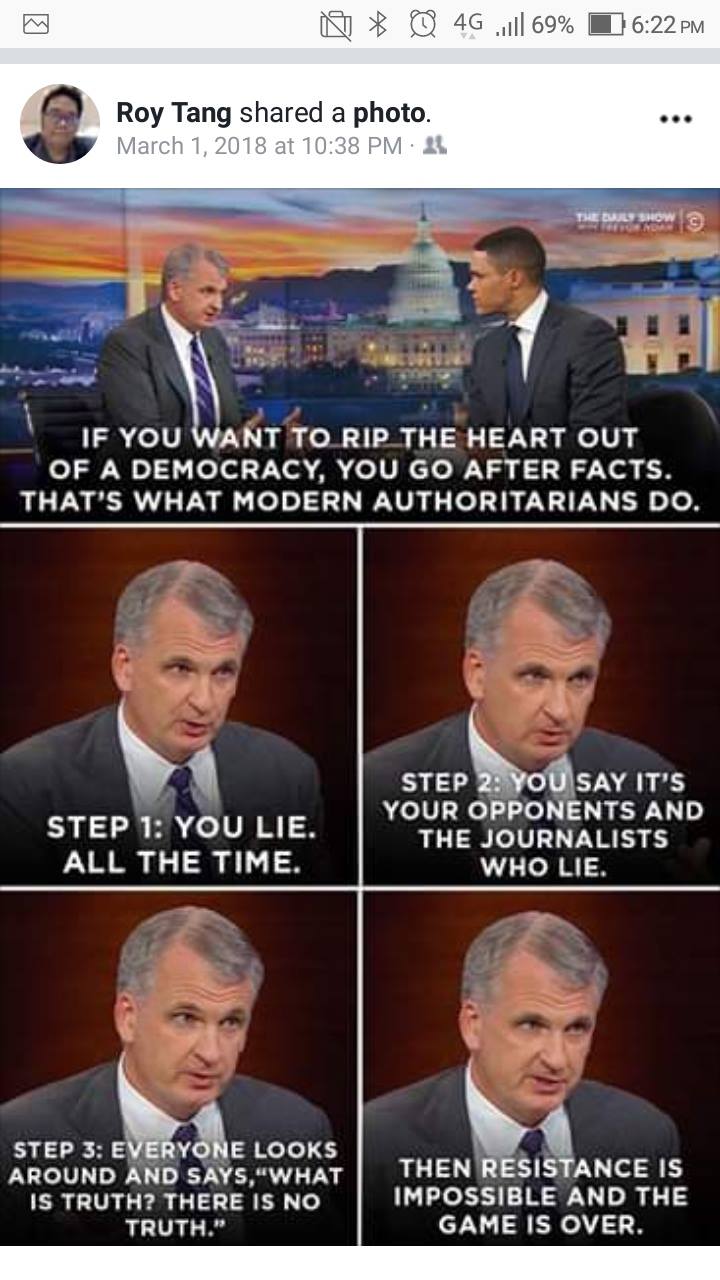 4G 69% 6:22 PM
Roy Tang shared a photo.
March 1, 2018 at 10:38 PM ·
THE DAILY SHOW
WITH TREVOR NOAH
IF YOU WANT TO RIP THE HEART OUT
OF A DEMOCRACY, YOU GO AFTER FACTS.
THAT'S WHAT MODERN AUTHORITARIANS DO.
STEP 1: YOU LIE.
ALL THE TIME.
STEP 2: YOU SAY IT'S
YOUR OPPONENTS AND
THE JOURNALISTS
WHO LIE.
STEP 3: EVERYONE LOOKS
AROUND AND SAYS,“WHAT
IS TRUTH? THERE IS NO
TRUTH.”
THEN RESISTANCE IS
IMPOSSIBLE AND THE
GAME IS OVER.